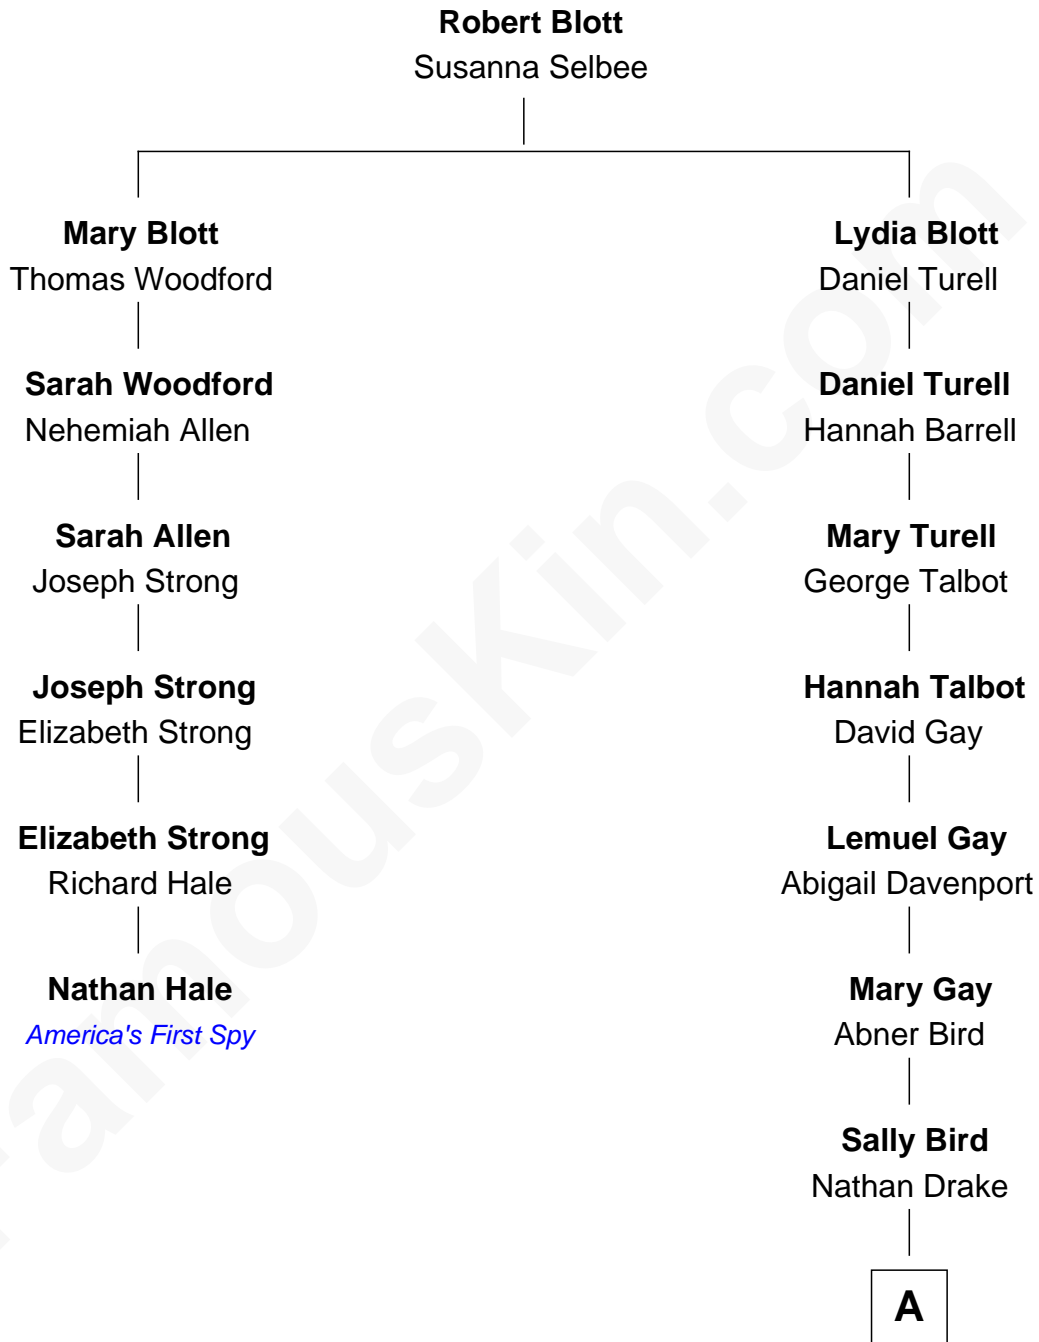 Robert Blott
Susanna Selbee
Mary Blott
Thomas Woodford
Sarah Woodford
Nehemiah Allen
Sarah Allen
Joseph Strong
Joseph Strong
Elizabeth Strong
Elizabeth Strong
Richard Hale
Nathan Hale
America's First Spy
Lydia Blott
Daniel Turell
Daniel Turell
Hannah Barrell
Mary Turell
George Talbot
Hannah Talbot
David Gay
Lemuel Gay
Abigail Davenport
Mary Gay
Abner Bird
Sally Bird
Nathan Drake
A
FamousKin.com